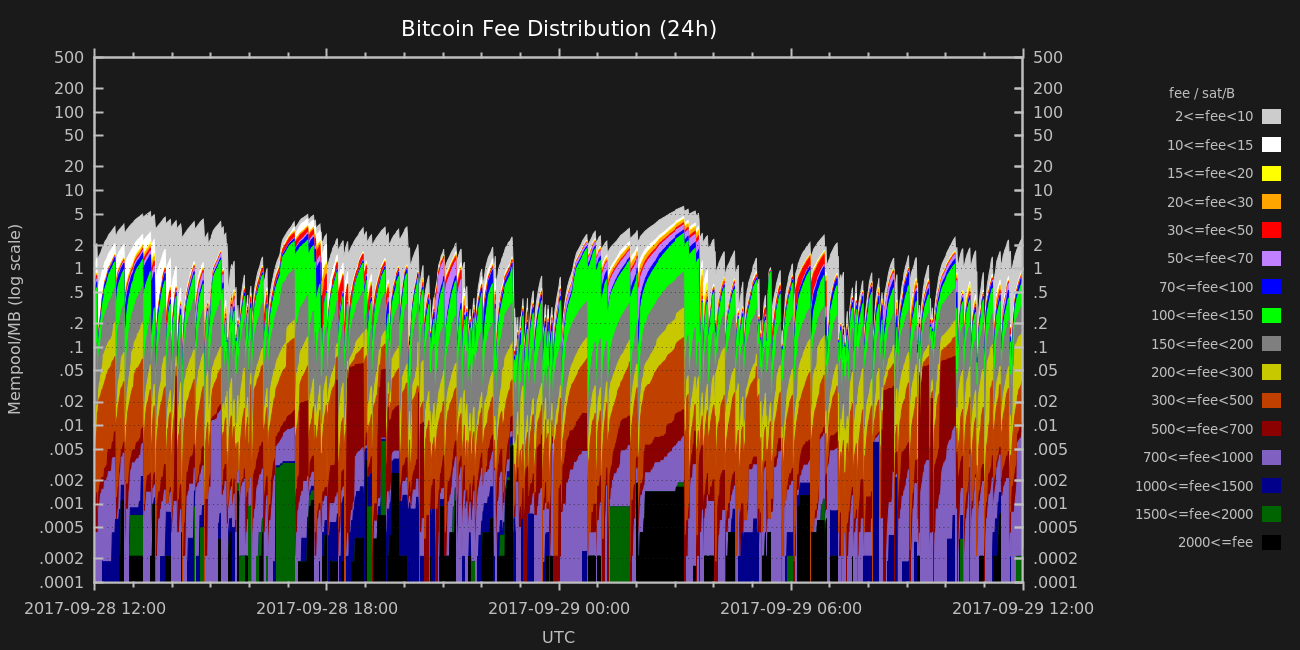 Bitcoin Fee Distribution (24h)
500 500
200 200
100 100
50 50
20 20
10 10
5 5
2 2
1 1
.5 .5
.2 .2
.1 .1
.05 .05
.02 .02
.01 .01
.005 .005
.002 .002
.001 .001
.0005 .0005
.0002 .0002
.0001 .0001
Mempool/MB (log scale)
2017-09-28 12:00 2017-09-28 18:00 2017-09-29 00:00 2017-09-29 06:00 2017-09-29 12:00
UTC
fee / sat/B
2<=fee<10
10<=fee<15
15<=fee<20
20<=fee<30
30<=fee<50
50<=fee<70
70<=fee<100
100<=fee<150
150<=fee<200
200<=fee<300
300<=fee<500
500<=fee<700
700<=fee<1000
1000<=fee<1500
1500<=fee<2000
2000<=fee